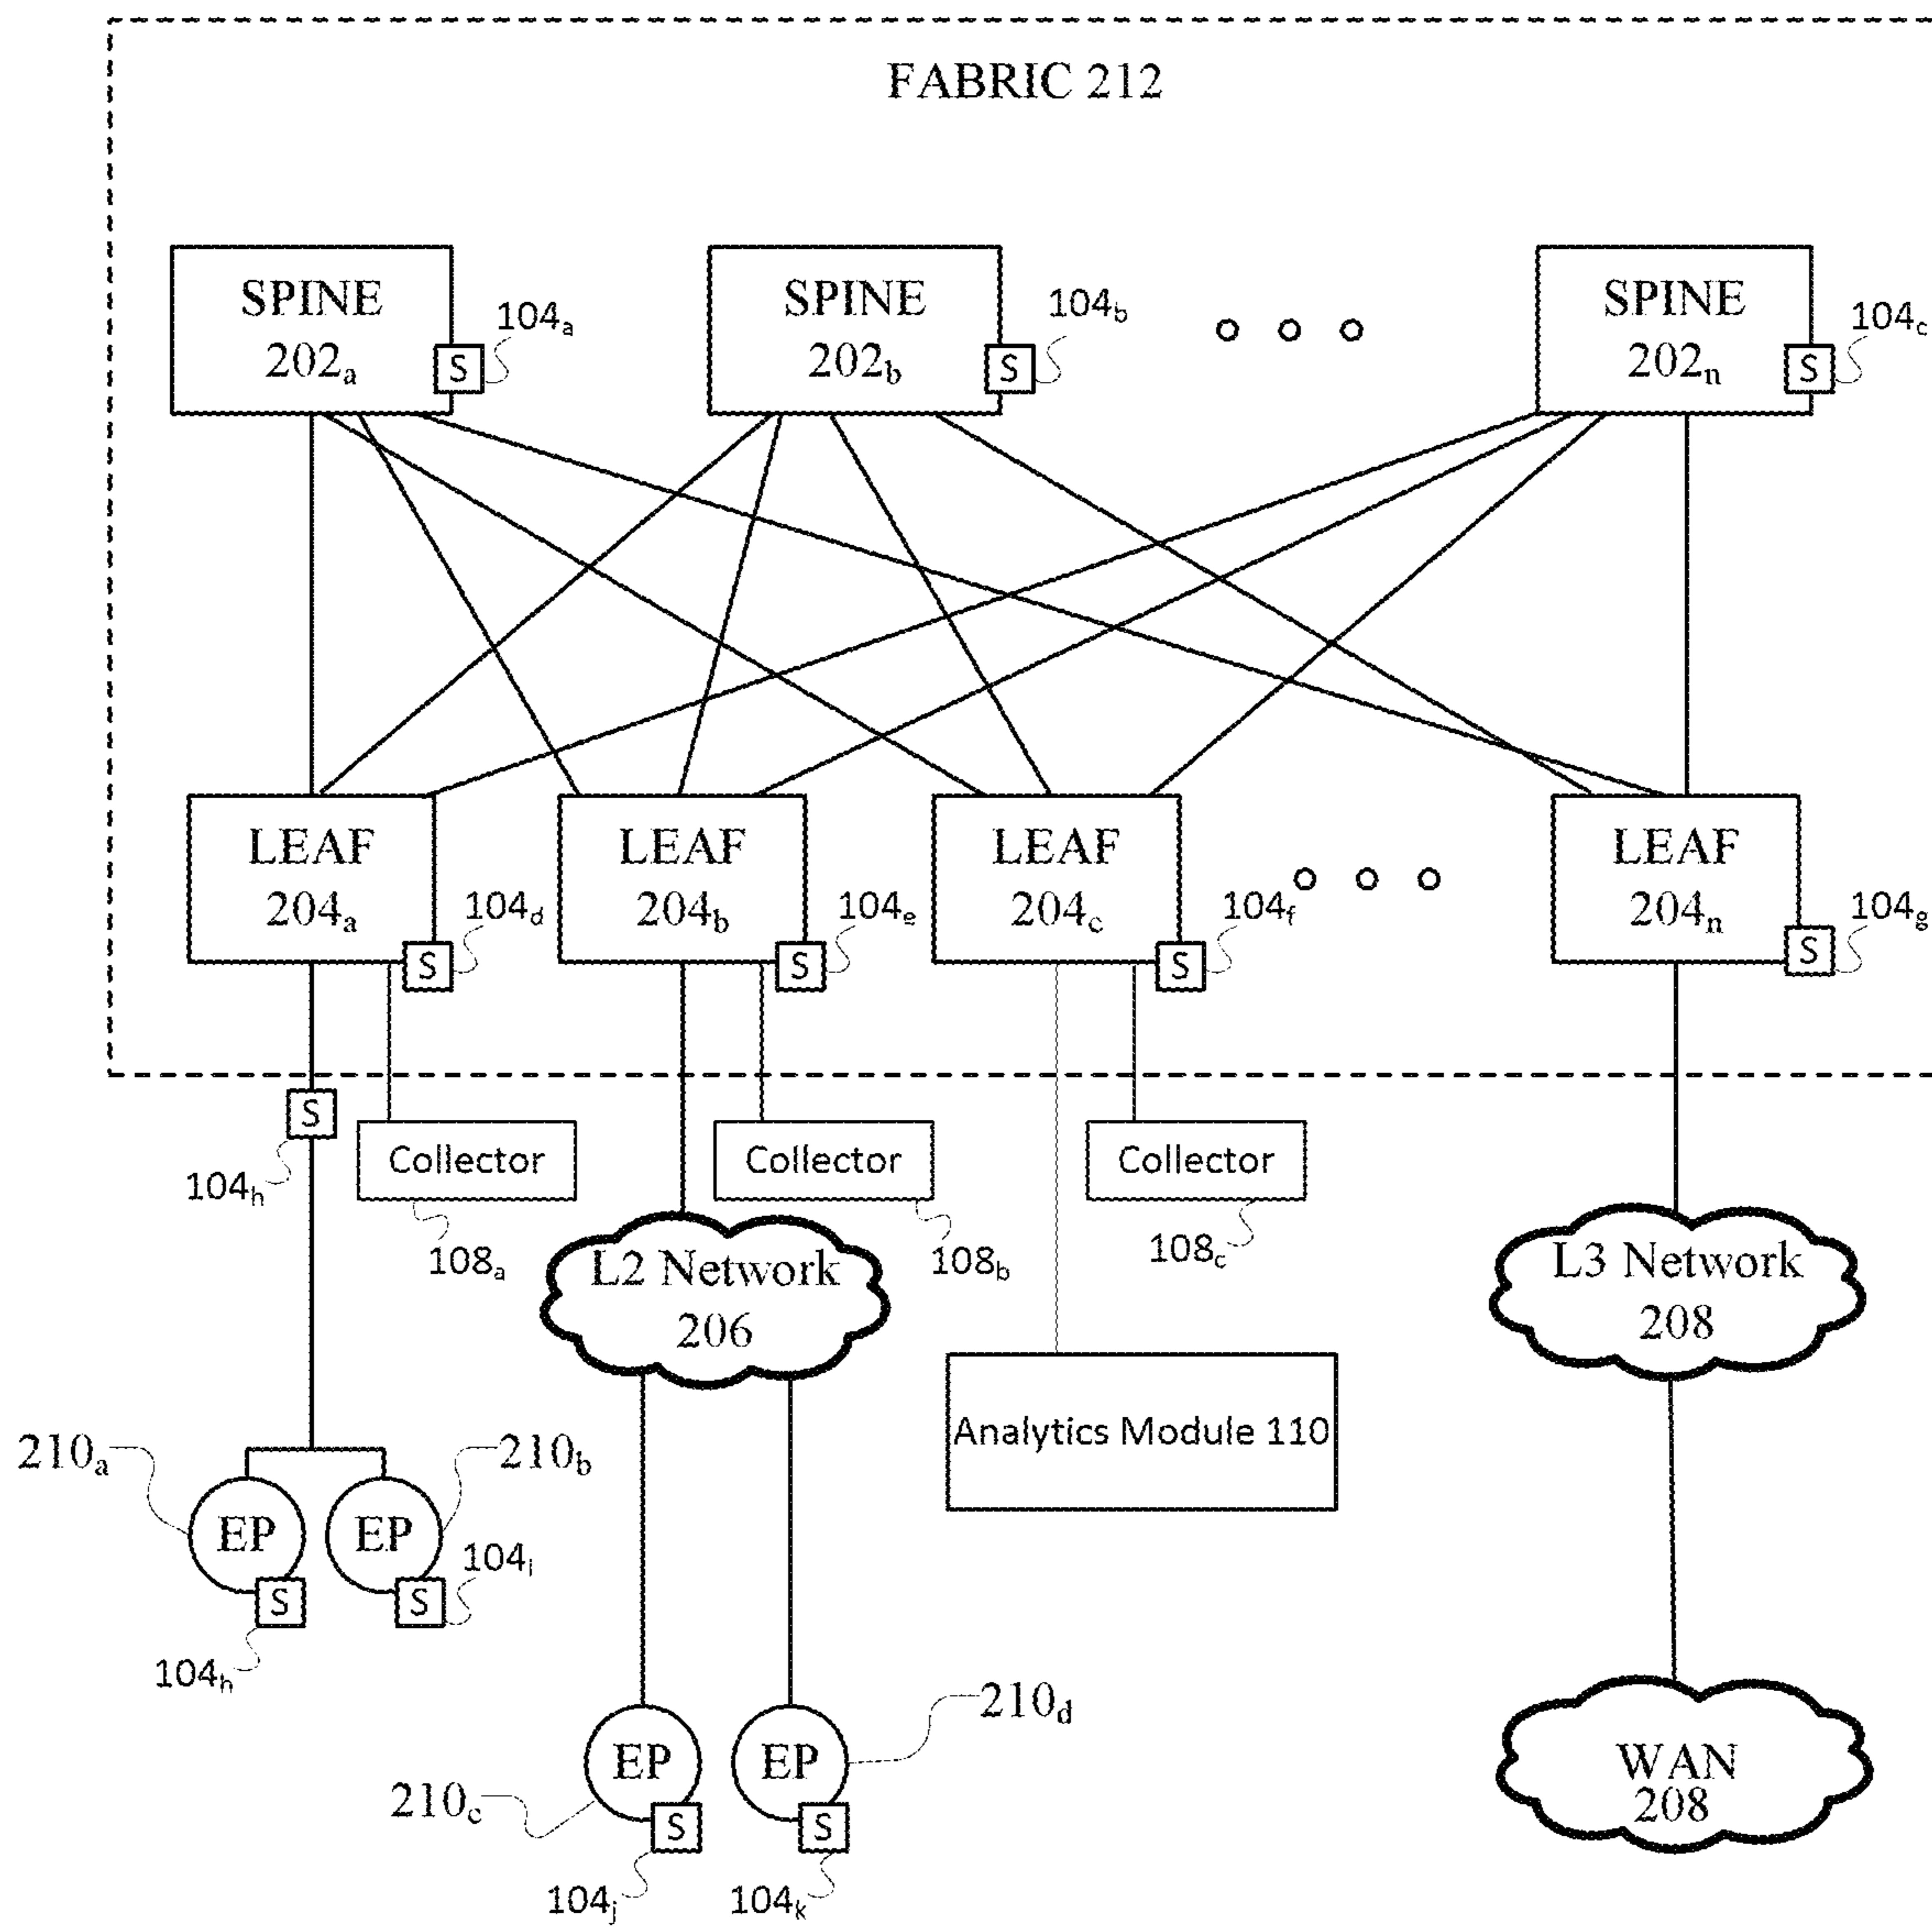 FABRIC 212
SPINE
202a
S
104a
SPINE
202b
S
104b
SPINE
202n
S
104c
LEAF
204a
S
104d
LEAF
204b
S
104e
LEAF
204c
S
104f
LEAF
204n
S
104g
S
104h
Collector
108a
Collector
108b
Collector
108c
L2 Network
206
L3 Network
208
Analytics Module 110
210a
EP
S
104h
210b
EP
S
104i
EP
210c
S
104j
EP
210d
S
104k
WAN
208